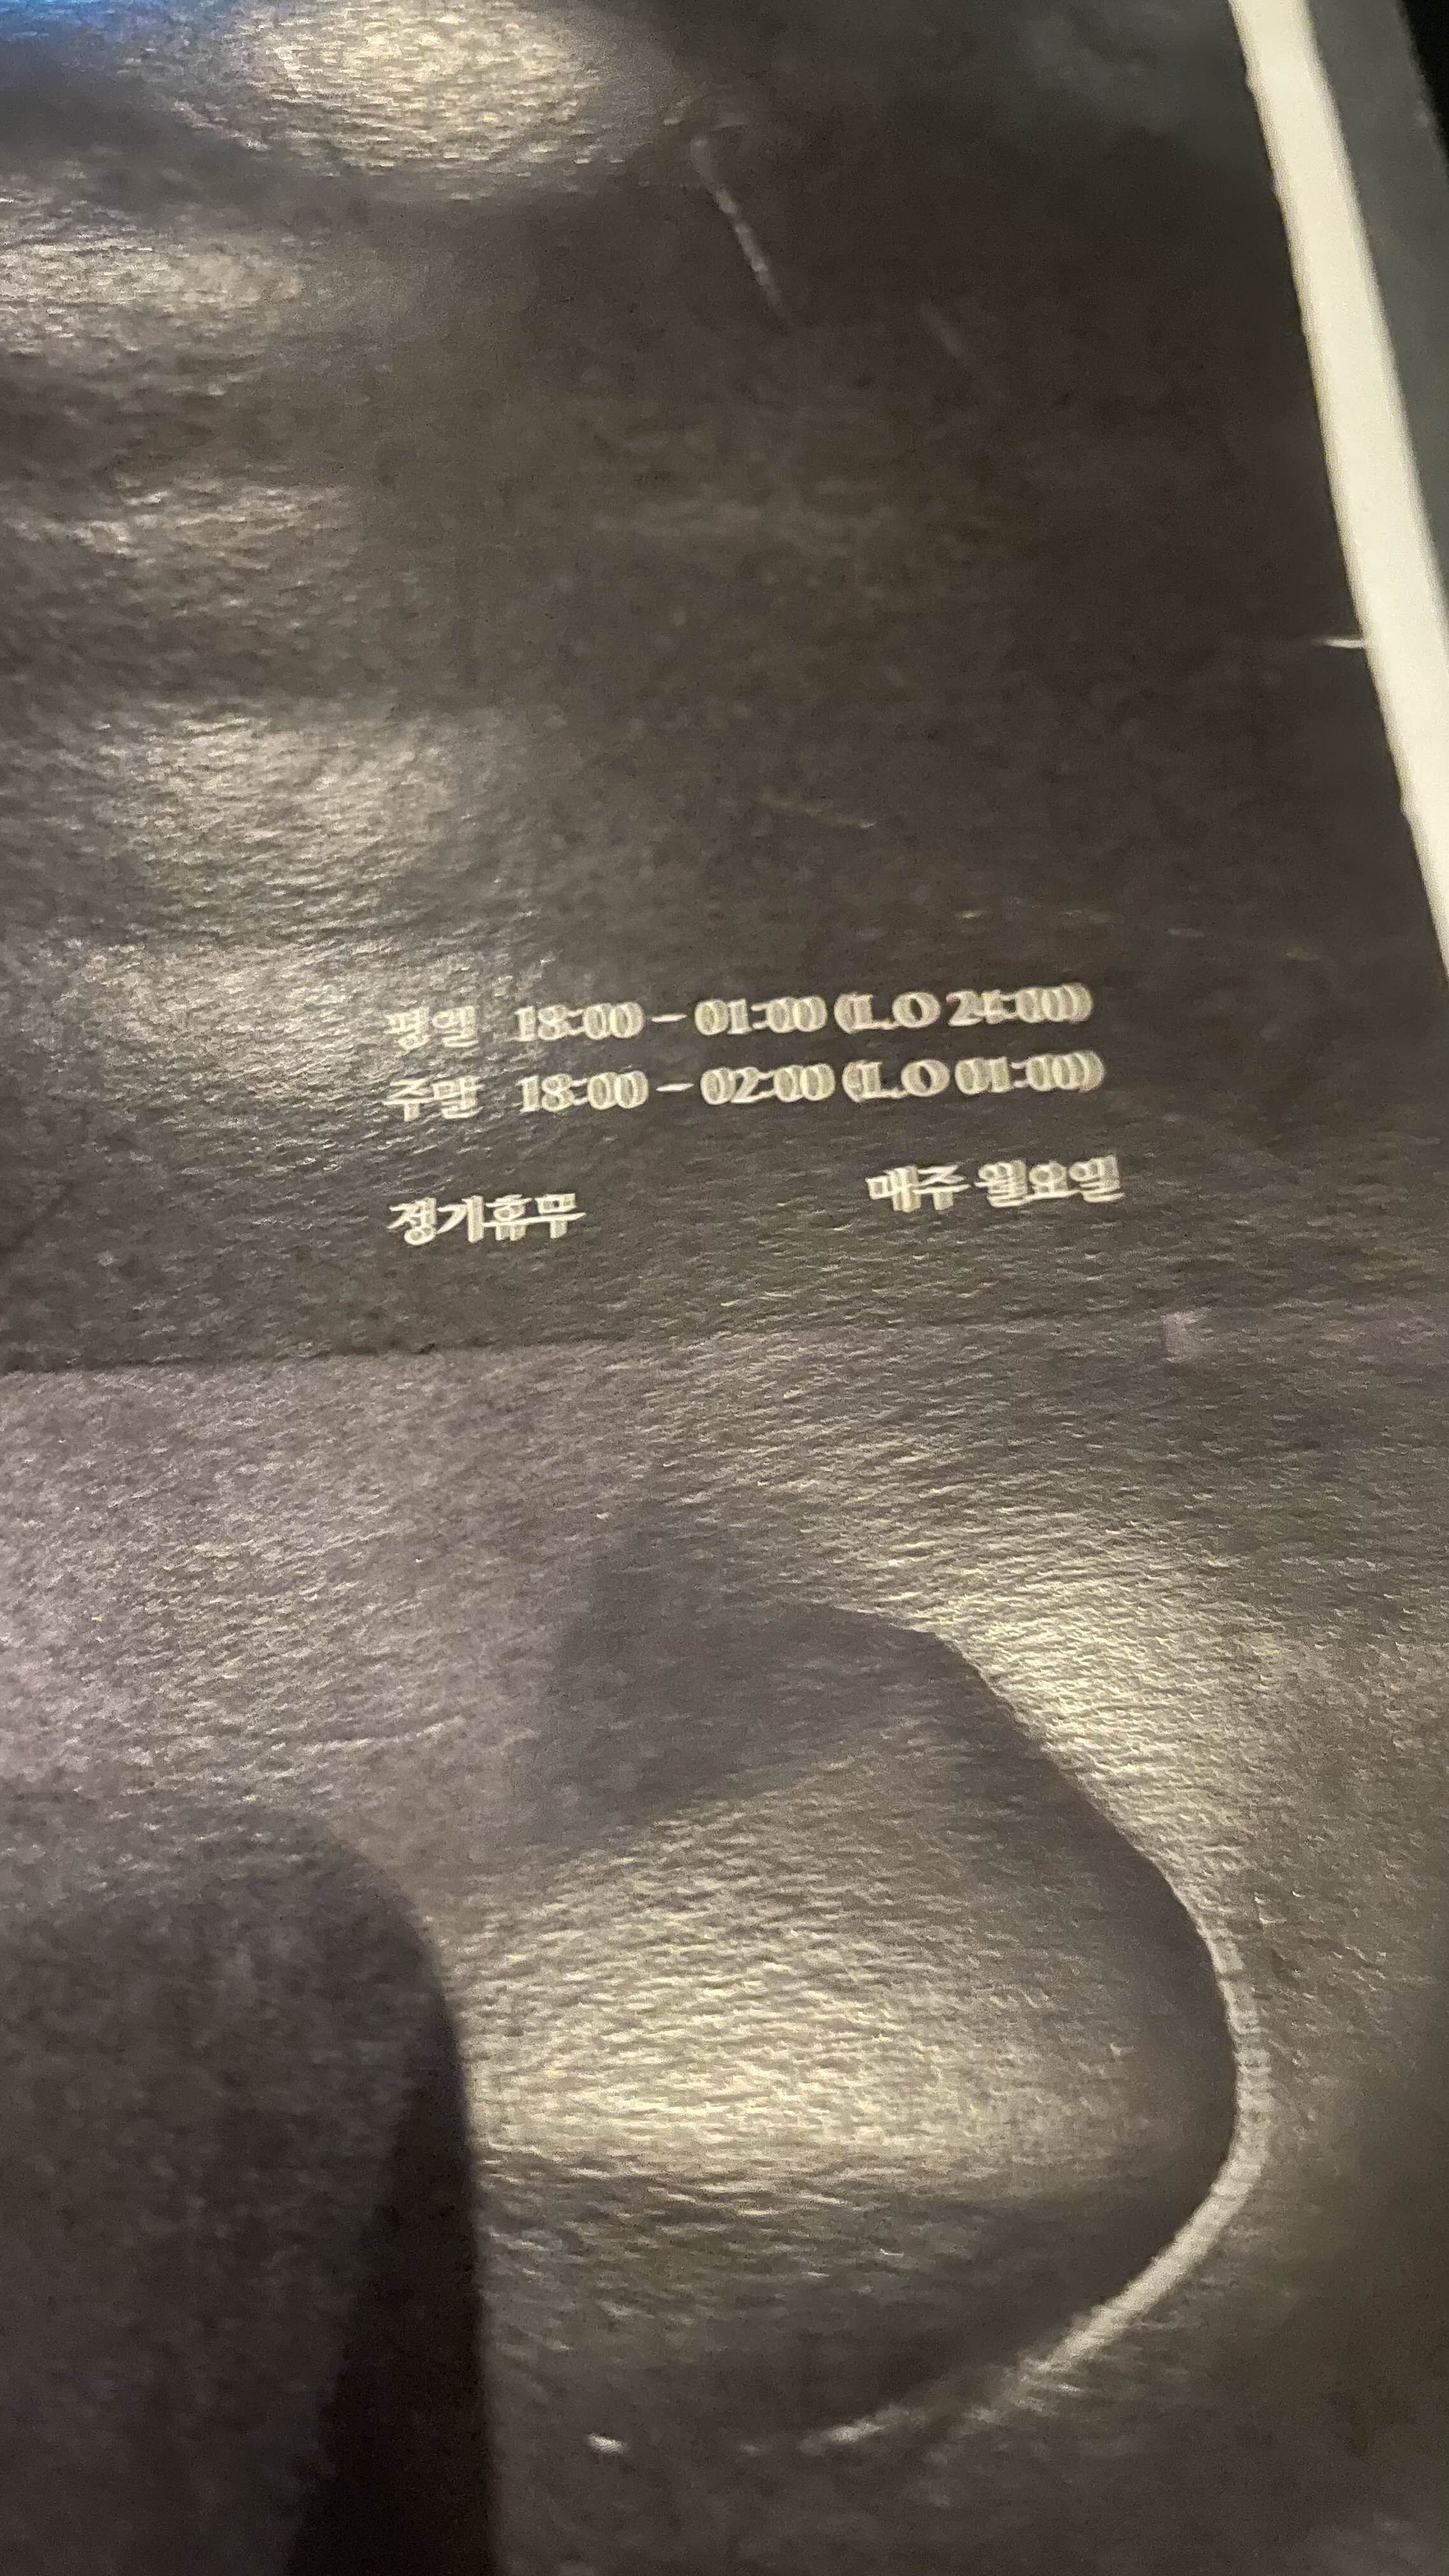 평일 18:00 – 01:00 (L.O 24:00)
주말 18:00 – 02:00 (L.O 01:00)
정기휴무 매주 월요일